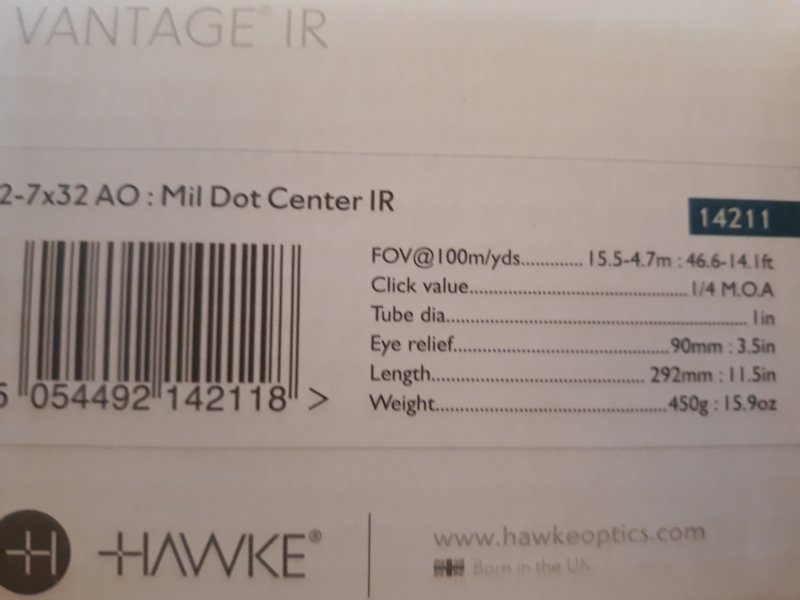 VANTAGE® IR
2-7x32 AO : Mil Dot Center IR
14211
FOV@100m/yds............. 15.5-4.7m : 46.6-14.1ft
Click value.......................................... 1/4 M.O.A
Tube dia......................................................... 1in
Eye relief......................................... 90mm : 3.5in
Length........................................ 292mm : 11.5in
Weight............................................ 450g : 15.9oz
5 054492 142118 >
HAWKE®
www.hawkeoptics.com
Born in the UK